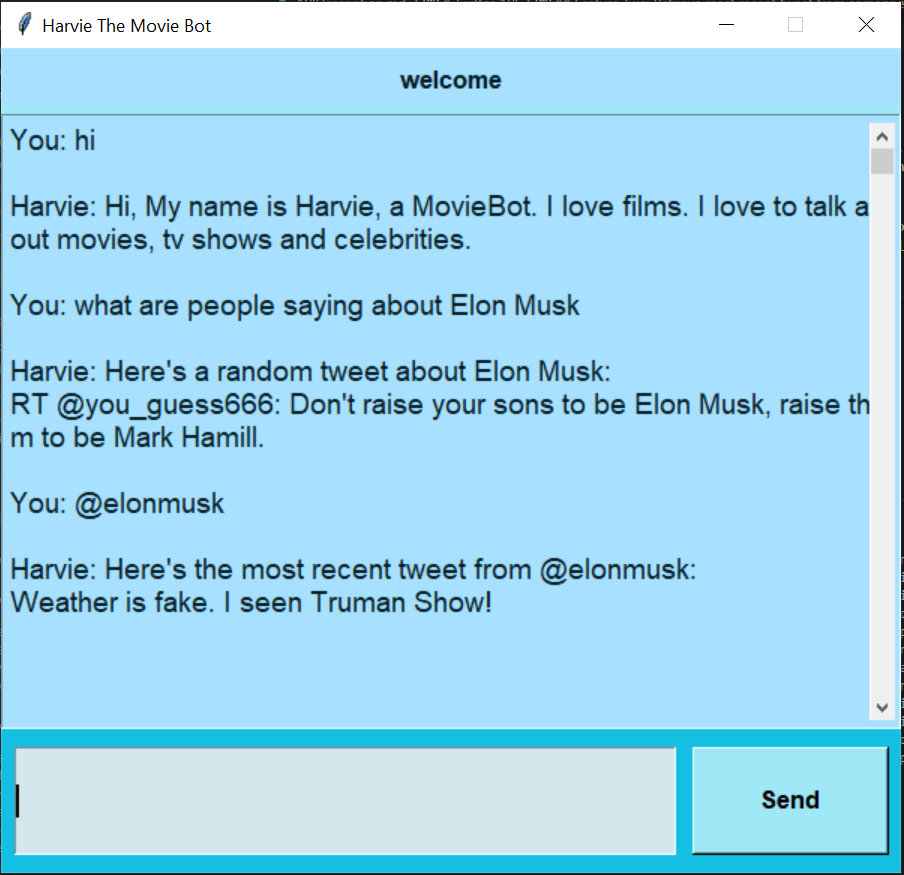 Harvie The Movie Bot
welcome
You: hi
Harvie: Hi, My name is Harvie, a MovieBot. I love films. I love to talk a
out movies, tv shows and celebrities.
You: what are people saying about Elon Musk
Harvie: Here's a random tweet about Elon Musk:
RT @you_guess666: Don't raise your sons to be Elon Musk, raise th
m to be Mark Hamill.
You: @elonmusk
Harvie: Here's the most recent tweet from @elonmusk:
Weather is fake. I seen Truman Show!
Send